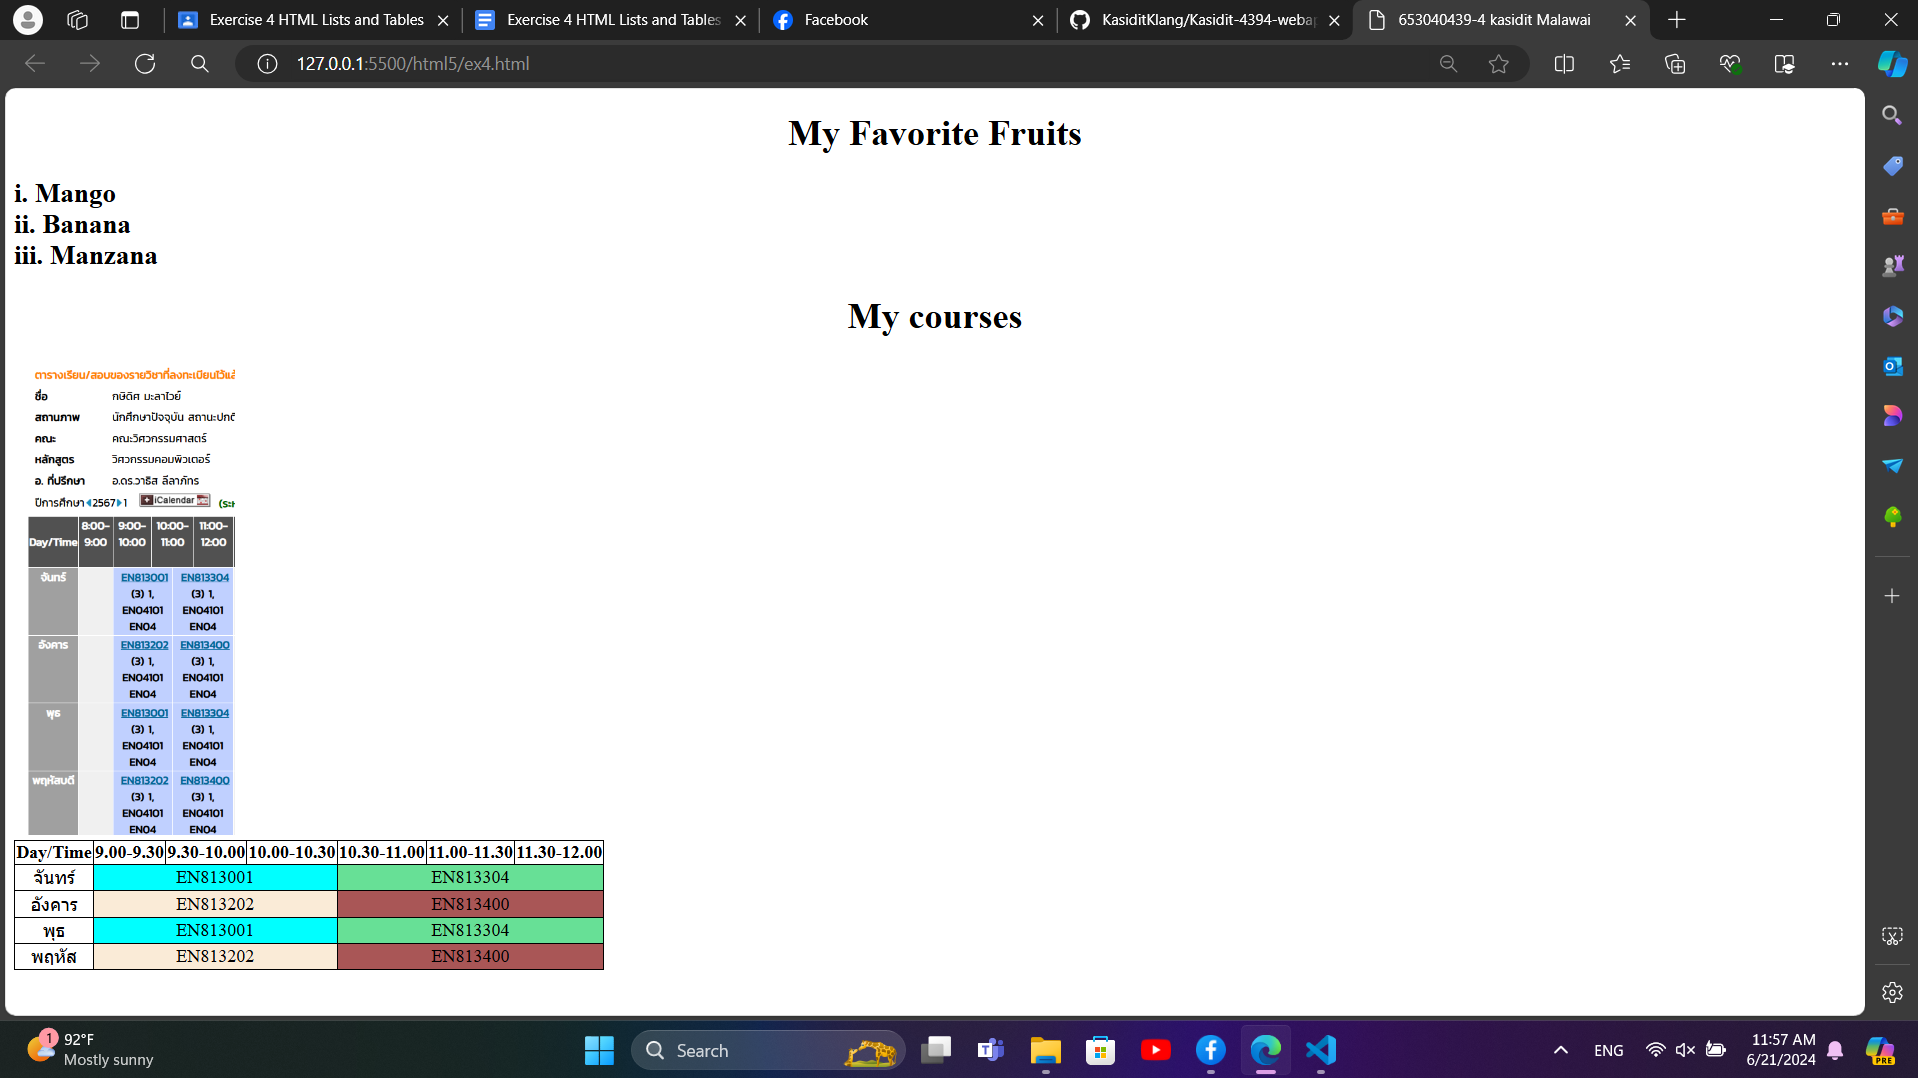 Exercise 4 HTML Lists and Tables
Exercise 4 HTML Lists and Tables
Facebook
KasiditKlang/Kasidit-4394-webap
653040439-4 kasidit Malawai
127.0.0.1:5500/html5/ex4.html
My Favorite Fruits
i. Mango
ii. Banana
iii. Manzana
My courses
ตารางเรียน/สอบของรายวิชาที่ลงทะเบียนไว้แล้
ชื่อ กษิดิศ มะลาไวย์
สถานภาพ นักศึกษาปัจจุบัน สถานะปกติ
คณะ คณะวิศวกรรมศาสตร์
หลักสูตร วิศวกรรมคอมพิวเตอร์
อ. ที่ปรึกษา อ.ดร.วาธิส ลีลาภัทร
ปีการศึกษา 2567 1 iCalendar (ระห
Day/Time 8:00-9:00 9:00-10:00 10:00-11:00 11:00-12:00
จันทร์ EN813001 EN813304
(3) 1, (3) 1,
EN04101 EN04101
EN04 EN04
อังคาร EN813202 EN813400
(3) 1, (3) 1,
EN04101 EN04101
EN04 EN04
พุธ EN813001 EN813304
(3) 1, (3) 1,
EN04101 EN04101
EN04 EN04
พฤหัสบดี EN813202 EN813400
(3) 1, (3) 1,
EN04101 EN04101
EN04 EN04
Day/Time 9.00-9.30 9.30-10.00 10.00-10.30 10.30-11.00 11.00-11.30 11.30-12.00
จันทร์ EN813001 EN813304
อังคาร EN813202 EN813400
พุธ EN813001 EN813304
พฤหัส EN813202 EN813400
1
92°F
Mostly sunny
Search
ENG
11:57 AM
6/21/2024
PRE